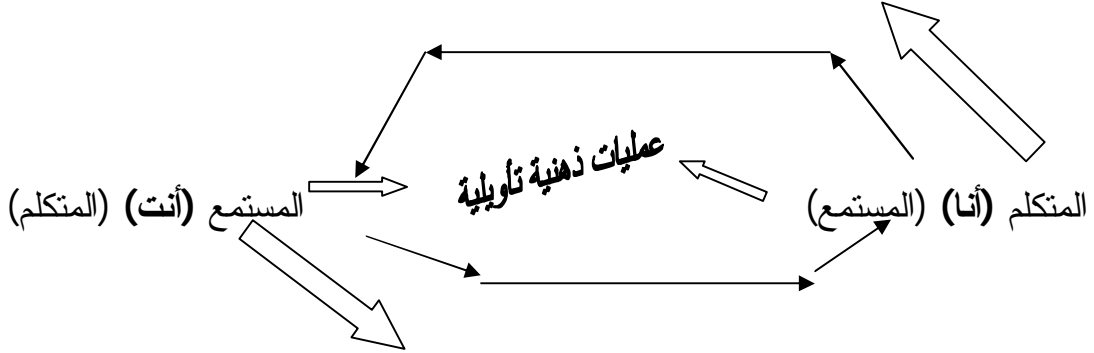 عمليات ذهنية تأويلية
المتكلم (أنا) (المستمع)
المستمع (أنت) (المتكلم)